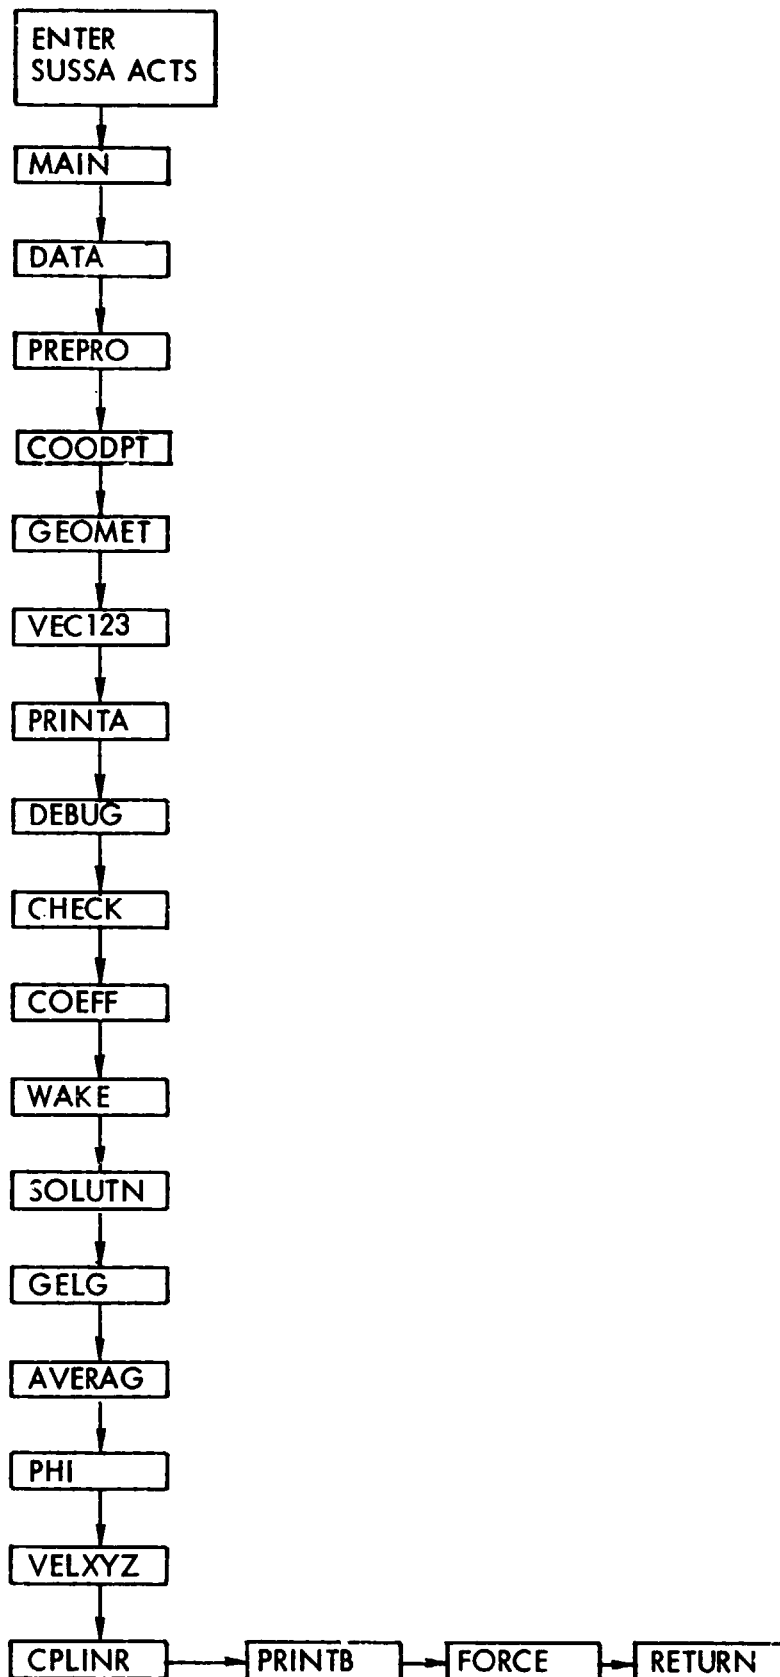 ENTER
SUSSA ACTS
MAIN
DATA
PREPRO
COODPT
GEOMET
VEC123
PRINTA
DEBUG
CHECK
COEFF
WAKE
SOLUTN
GELG
AVERAG
PHI
VELXYZ
CPLINR
PRINTB
FORCE
RETURN